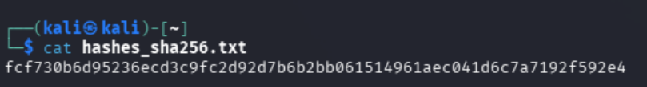 ┌──(kali㉿kali)-[~]
└─$ cat hashes_sha256.txt
fcf730b6d95236ecd3c9fc2d92d7b6b2bb061514961aec041d6c7a7192f592e4